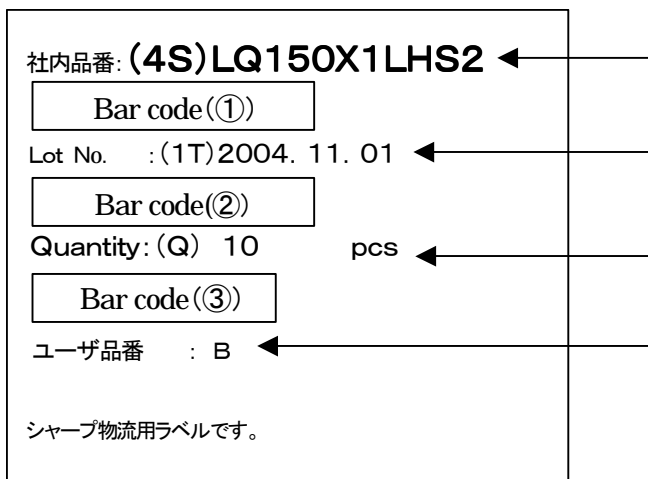 社内品番: (4S)LQ150X1LHS2
Bar code(①)
Lot No. :(1T)2004. 11. 01
Bar code(②)
Quantity:(Q) 10 pcs
Bar code(③)
ユーザ品番 : B
シャープ物流用ラベルです。